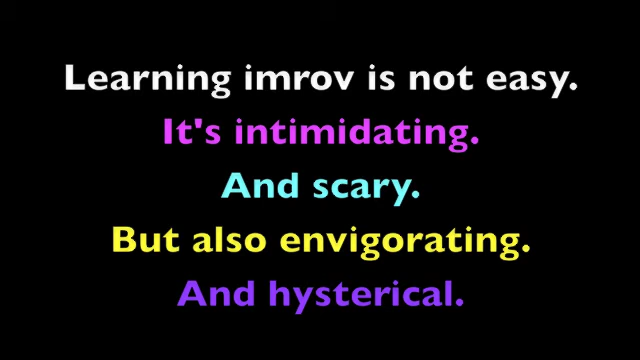 Learning imrov is not easy.
It's intimidating.
And scary.
But also envigorating.
And hysterical.